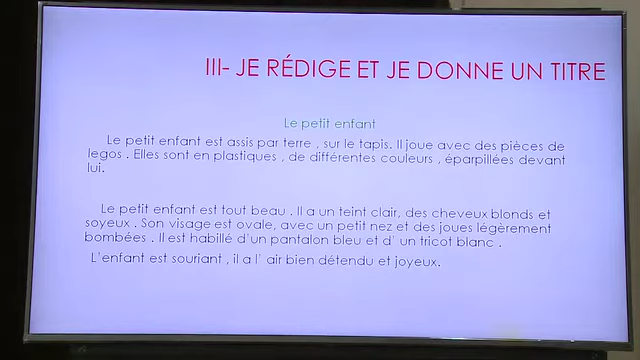 III- JE RÉDIGE ET JE DONNE UN TITRE
Le petit enfant
Le petit enfant est assis par terre , sur le tapis. Il joue avec des pièces de
legos . Elles sont en plastiques , de différentes couleurs , éparpillées devant
lui.
Le petit enfant est tout beau . Il a un teint clair, des cheveux blonds et
soyeux . Son visage est ovale, avec un petit nez et des joues légèrement
bombées . Il est habillé d'un pantalon bleu et d' un tricot blanc .
L'enfant est souriant , il a l' air bien détendu et joyeux.